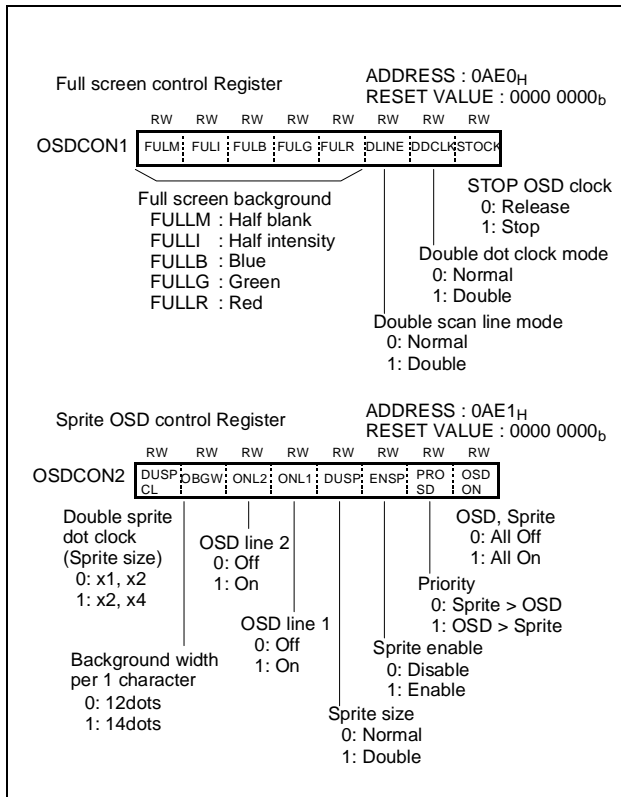 Full screen control Register
ADDRESS : 0AE0H
RESET VALUE : 0000 0000b
RW RW RW RW RW RW RW RW
OSDCON1 FULM FULI FULB FULG FULR DLINE DDCLK STOCK
Full screen background
FULLM : Half blank
FULLI : Half intensity
FULLB : Blue
FULLG : Green
FULLR : Red
STOP OSD clock
0: Release
1: Stop
Double dot clock mode
0: Normal
1: Double
Double scan line mode
0: Normal
1: Double
Sprite OSD control Register
ADDRESS : 0AE1H
RESET VALUE : 0000 0000b
RW RW RW RW RW RW RW RW
OSDCON2 DUSP CL OBGW ONL2 ONL1 DUSP ENSP PRO SD OSD ON
Double sprite
dot clock
(Sprite size)
0: x1, x2
1: x2, x4
Background width
per 1 character
0: 12dots
1: 14dots
OSD line 2
0: Off
1: On
OSD line 1
0: Off
1: On
OSD, Sprite
0: All Off
1: All On
Priority
0: Sprite > OSD
1: OSD > Sprite
Sprite enable
0: Disable
1: Enable
Sprite size
0: Normal
1: Double